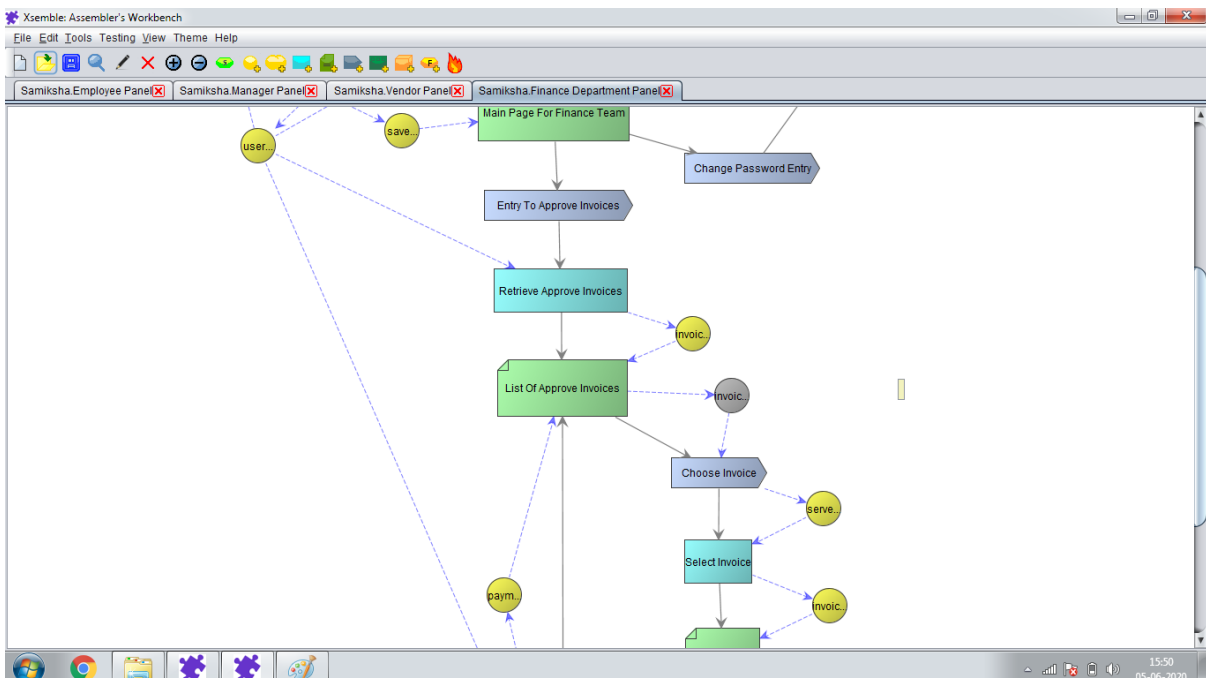 Xsemble: Assembler's Workbench
File Edit Tools Testing View Theme Help
S
F
Samiksha.Employee Panel Samiksha.Manager Panel Samiksha.Vendor Panel Samiksha.Finance Department Panel
Main Page For Finance Team
save...
user...
Change Password Entry
Entry To Approve Invoices
Retrieve Approve Invoices
invoic...
List Of Approve Invoices
invoic...
Choose Invoice
serve...
Select Invoice
paym...
invoic...
15:50
05-06-2020